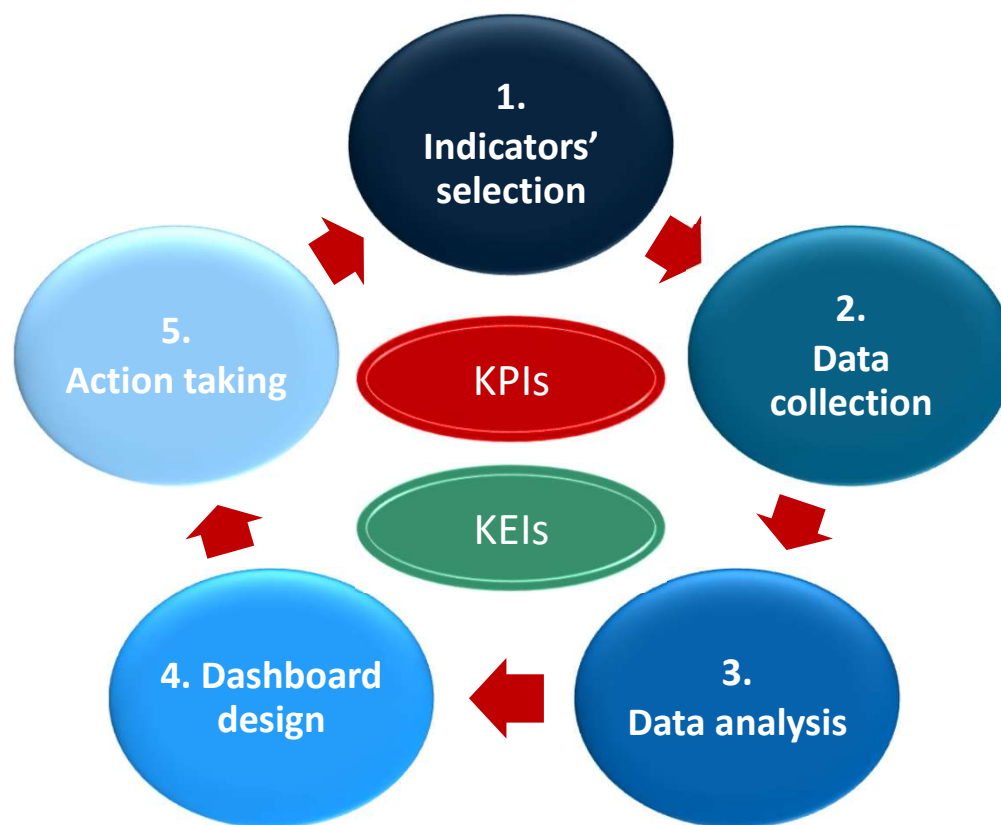 1.
Indicators’
selection
2.
Data
collection
3.
Data analysis
4. Dashboard
design
5.
Action taking
KPIs
KEIs